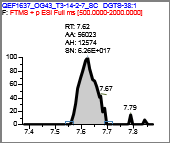 QEF1637_OG43_T3-14-2-7_SC DGTS-38:1
F: FTMS + p ESI Full ms [500.0000-2000.0000]
RT: 7.62
AA: 56023
AH: 12574
SN: 6.26E+017
100
80
60
40
20
0
7.67
7.79
7.4 7.5 7.6 7.7 7.8